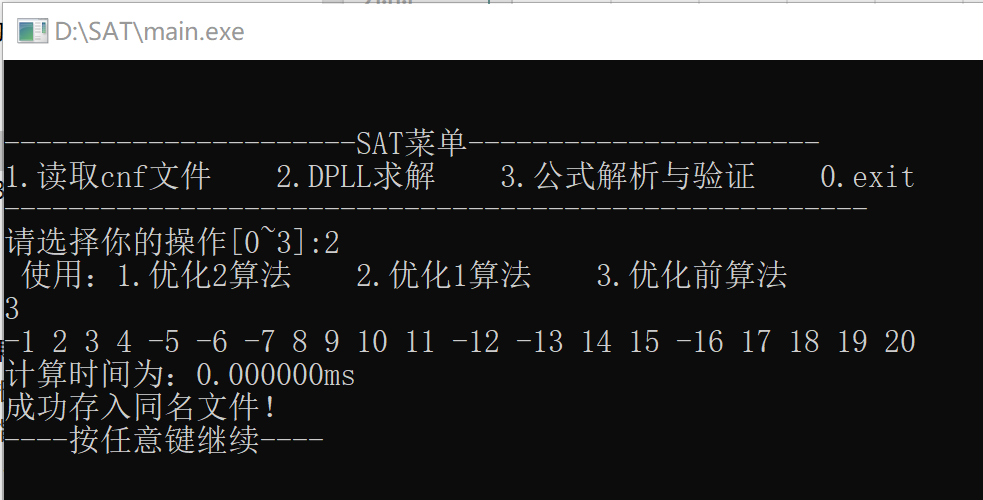 D:\SAT\main.exe
----------------------SAT菜单----------------------
1.读取cnf文件    2.DPLL求解    3.公式解析与验证    0.exit
------------------------------------------------------
请选择你的操作[0~3]:2
 使用：1.优化2算法    2.优化1算法    3.优化前算法
3
-1 2 3 4 -5 -6 -7 8 9 10 11 -12 -13 14 15 -16 17 18 19 20
计算时间为：0.000000ms
成功存入同名文件！
----按任意键继续----